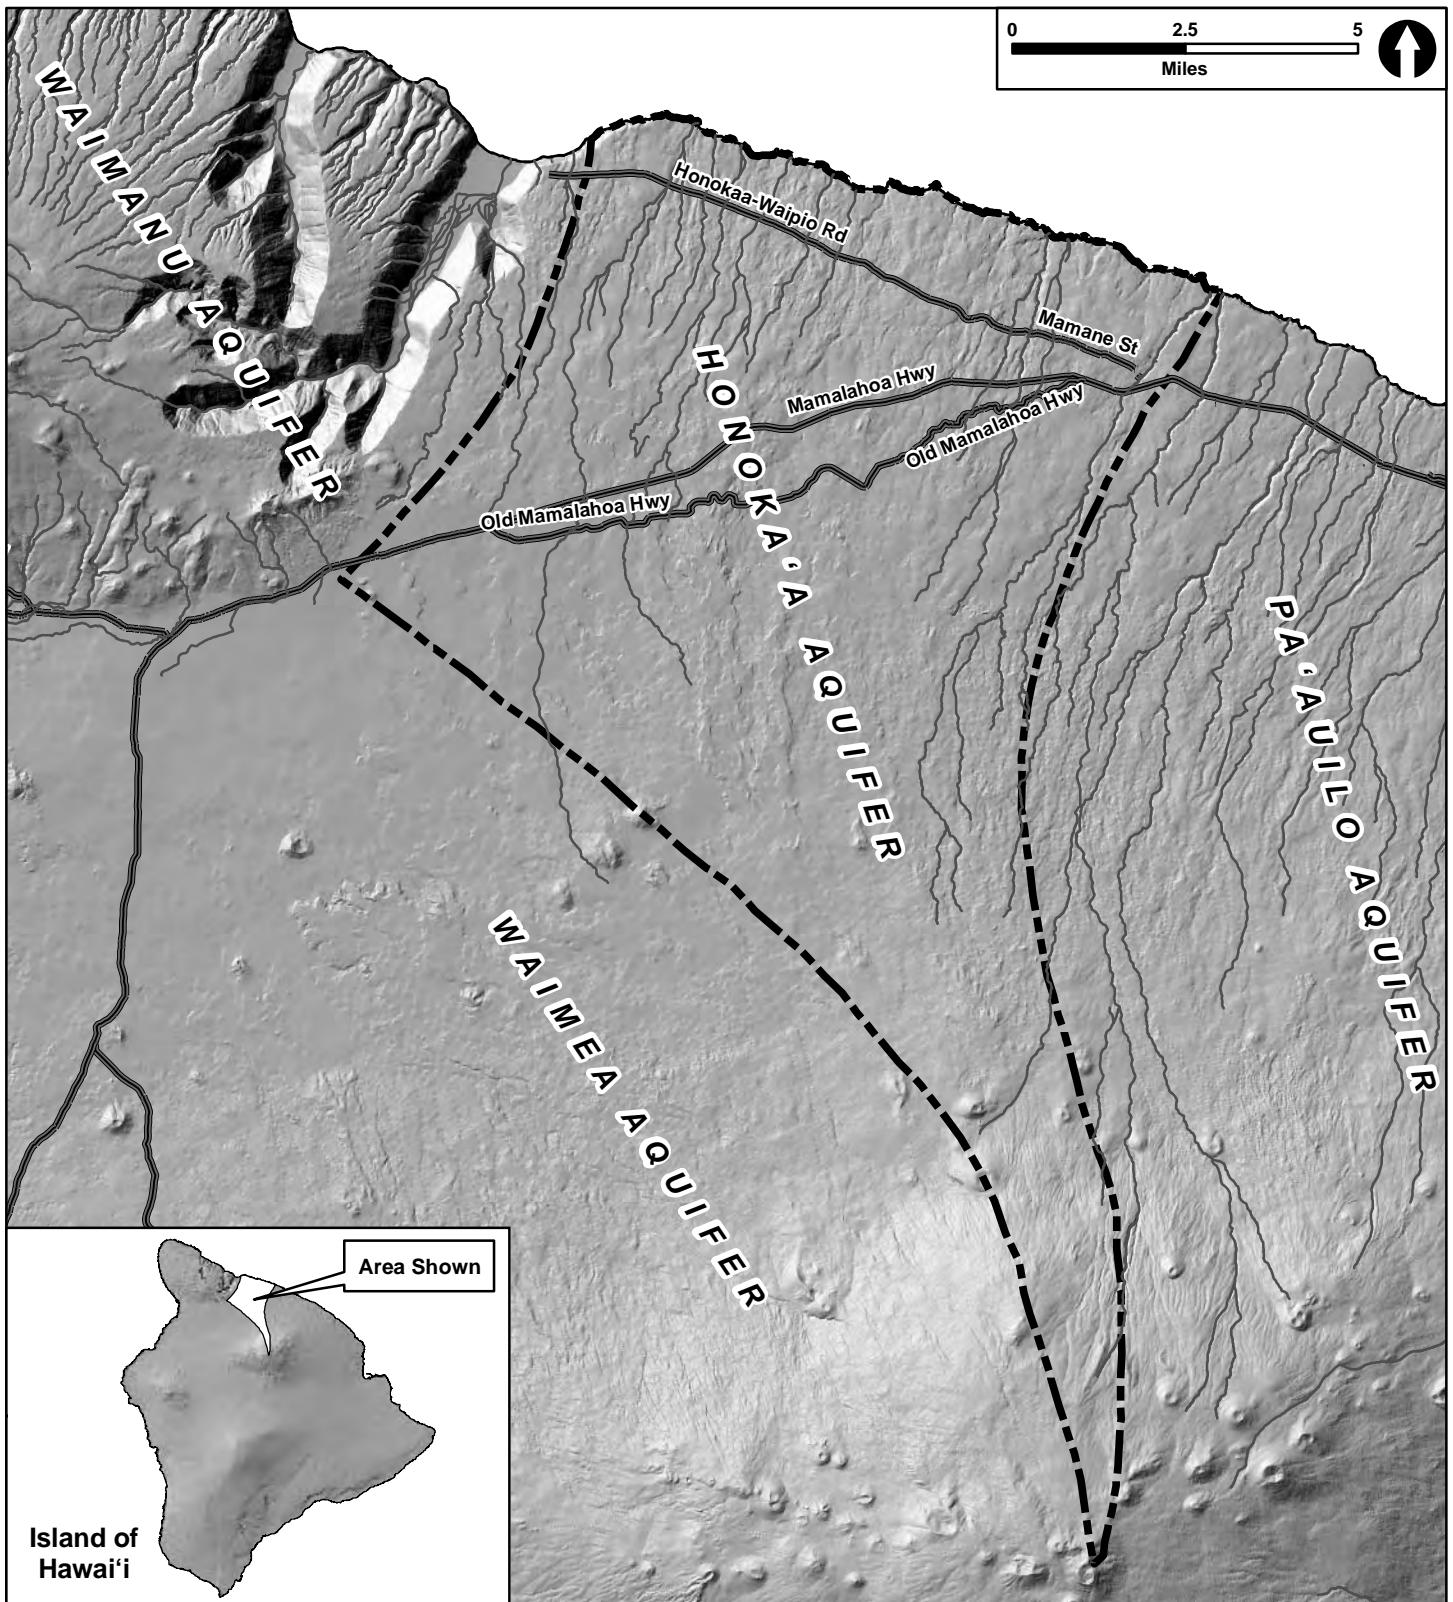 0 2.5 5
Miles
WAIMANU AQUIFER
Honokaa-Waipio Rd
Mamane St
HONOKA‘A AQUIFER
Mamalahoa Hwy
Old Mamalahoa Hwy
Old Mamalahoa Hwy
PA‘AUILO AQUIFER
WAIMEA AQUIFER
Area Shown
Island of
Hawai‘i